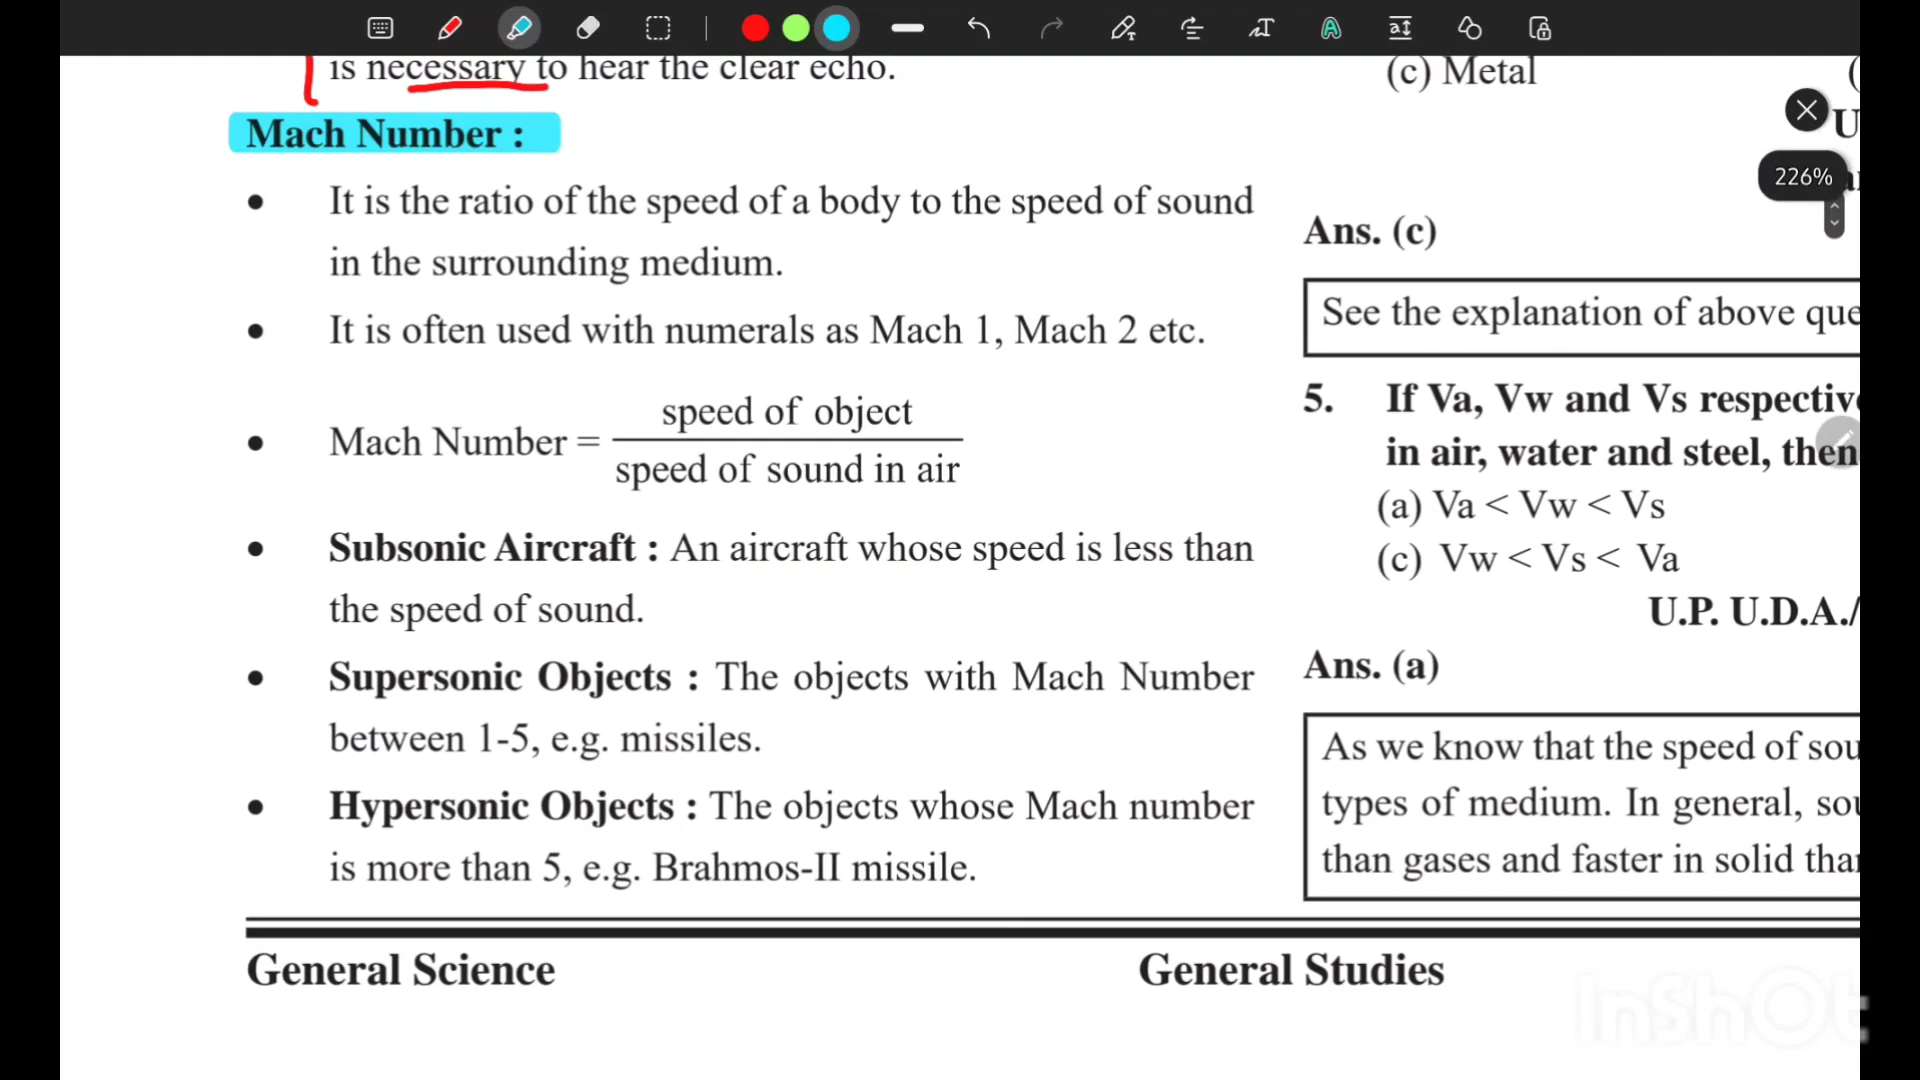 is necessary to hear the clear echo.
Mach Number :
• It is the ratio of the speed of a body to the speed of sound
in the surrounding medium.
• It is often used with numerals as Mach 1, Mach 2 etc.
• Mach Number = speed of object
speed of sound in air
• Subsonic Aircraft : An aircraft whose speed is less than
the speed of sound.
• Supersonic Objects : The objects with Mach Number
between 1-5, e.g. missiles.
• Hypersonic Objects : The objects whose Mach number
is more than 5, e.g. Brahmos-II missile.
General Science
(c) Metal (
U
226%
Ans. (c)
See the explanation of above que
5. If Va, Vw and Vs respectiv
in air, water and steel, then
(a) Va < Vw < Vs
(c) Vw < Vs < Va
U.P. U.D.A./
Ans. (a)
As we know that the speed of sou
types of medium. In general, sou
than gases and faster in solid tha
General Studies
InShOt